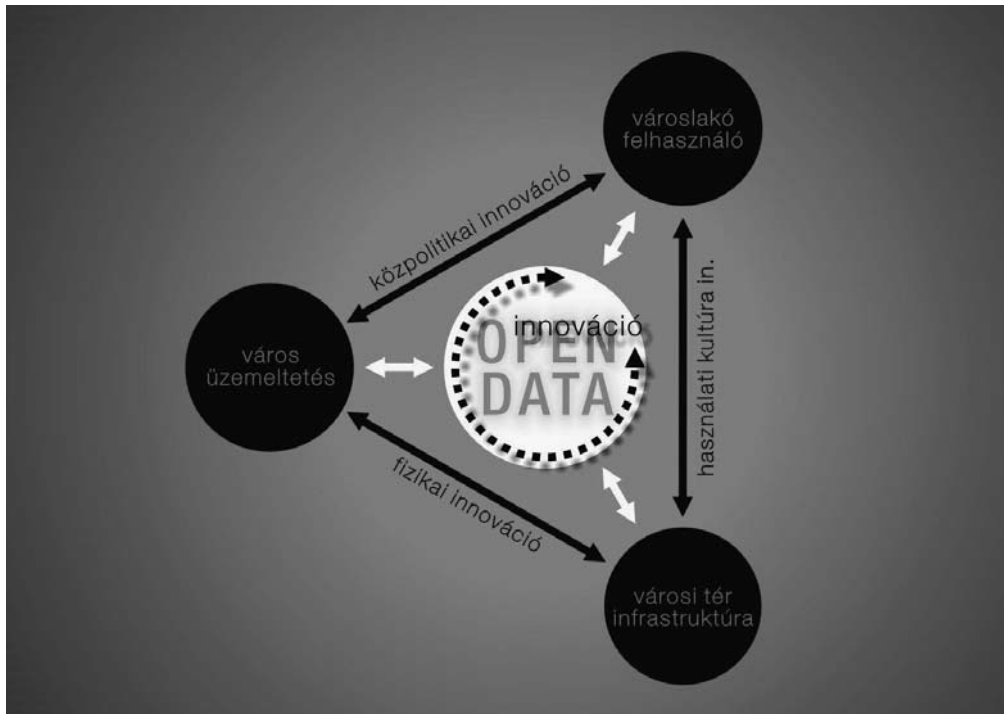 városlakó
felhasználó
közpolitikai innováció
innováció
OPEN
DATA
használati kultúra in.
város
üzemeltetés
fizikai innováció
városi tér
infrastruktúra